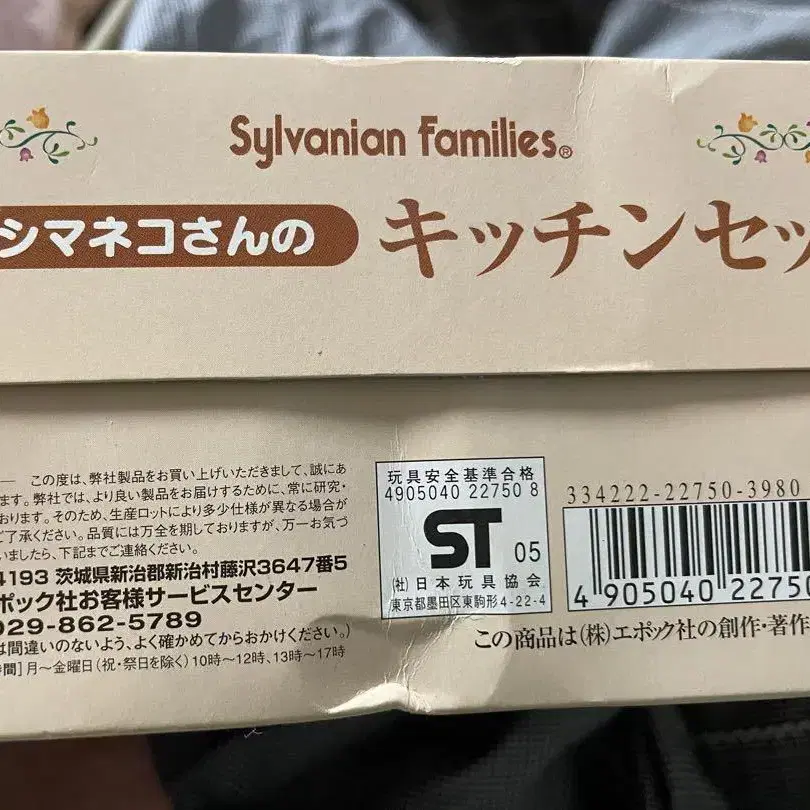 Sylvanian Families®
シマネコさんの キッチンセッ
この度は、弊社製品をお買い上げいただきまして、誠にあ
ます。弊社では、より良い製品をお届けするために、常に研究・
おります。そのため、生産ロットにより多少仕様が異なる場合が
ご了承ください。品質には万全を期しておりますが、万一お気づ
いましたら、下記までご連絡ください。
4193 茨城県新治郡新治村藤沢3647番5
ポック社お客様サービスセンター
029-862-5789
は間違いのないよう、よく確かめてからおかけください。)
時間] 月〜金曜日(祝・祭日を除く) 10時〜12時、13時〜17時
玩具安全基準合格
4905040 22750 8
ST 05
(社) 日本玩具協会
東京都墨田区東駒形4-22-4
334222-22750-3980
4 905040 22750
この商品は(株)エポック社の創作・著作